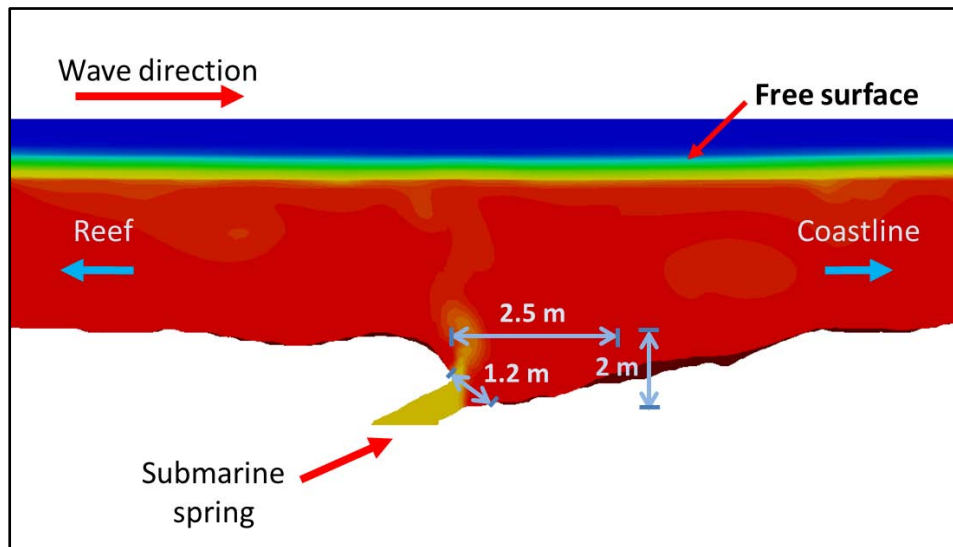 Wave direction
Free surface
Reef
Coastline
2.5 m
1.2 m
2 m
Submarine
spring